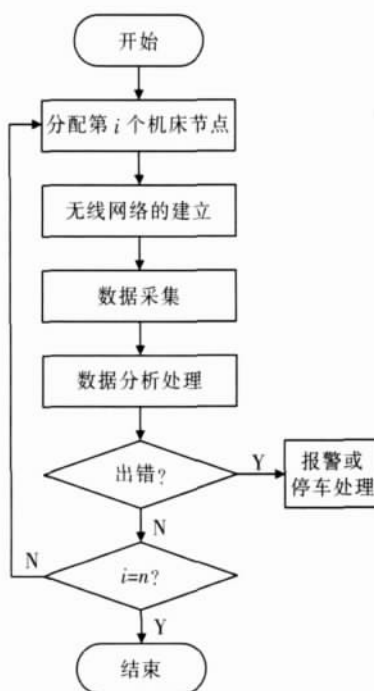 开始
分配第 i 个机床节点
无线网络的建立
数据采集
数据分析处理
出错?
Y
报警或
停车处理
N
N
i=n?
Y
结束